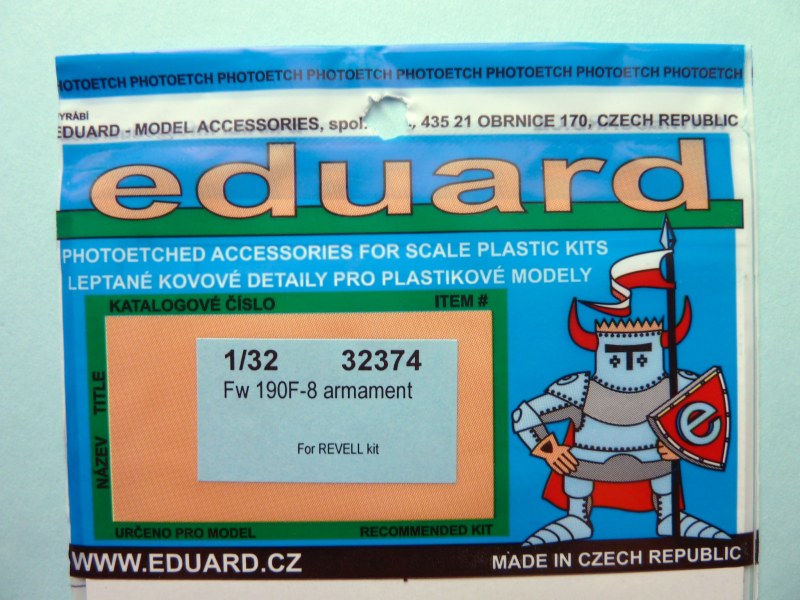 PHOTOETCH PHOTOETCH PHOTOETCH PHOTOETCH PHOTOETCH PHOTOETCH PHOTOETCH PHOTOETCH
EDUARD - MODEL ACCESSORIES, spol. 435 21 OBRNICE 170, CZECH REPUBLIC
eduard
PHOTOETCHED ACCESSORIES FOR SCALE PLASTIC KITS
LEPTANÉ KOVOVÉ DETAILY PRO PLASTIKOVÉ MODELY
KATALOGOVÉ ČÍSLO ITEM #
NÁZEV TITLE
1/32 32374
Fw 190F-8 armament
For REVELL kit
e
URČENO PRO MODEL RECOMMENDED KIT
WWW.EDUARD.CZ MADE IN CZECH REPUBLIC